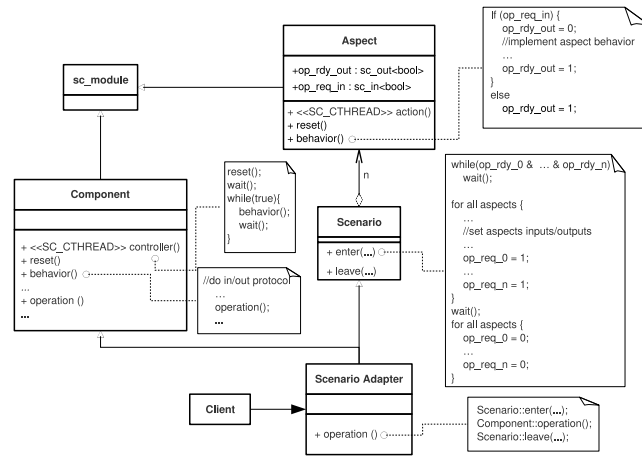 Aspect
+op_rdy_out : sc_out<bool>
+op_req_in : sc_in<bool>
+ <<SC_CTHREAD>> action()
+ reset()
+ behavior()
If (op_req_in) {
op_rdy_out = 0;
//implement aspect behavior
...
op_rdy_out = 1;
}
else
op_rdy_out = 1;
sc_module
Component
+ <<SC_CTHREAD>> controller()
+ reset()
+ behavior()
...
+ operation ()
...
reset();
wait();
while(true){
behavior();
wait();
}
//do in/out protocol
...
operation();
...
n
Scenario
+ enter(...)
+ leave(...)
while(op_rdy_0 & ... & op_rdy_n)
wait();
for all aspects {
...
//set aspects inputs/outputs
...
op_req_0 = 1;
...
op_req_n = 1;
}
wait();
for all aspects {
op_req_0 = 0;
...
op_req_n = 0;
}
Client
Scenario Adapter
+ operation ()
Scenario::enter(...);
Component::operation();
Scenario::leave(...);